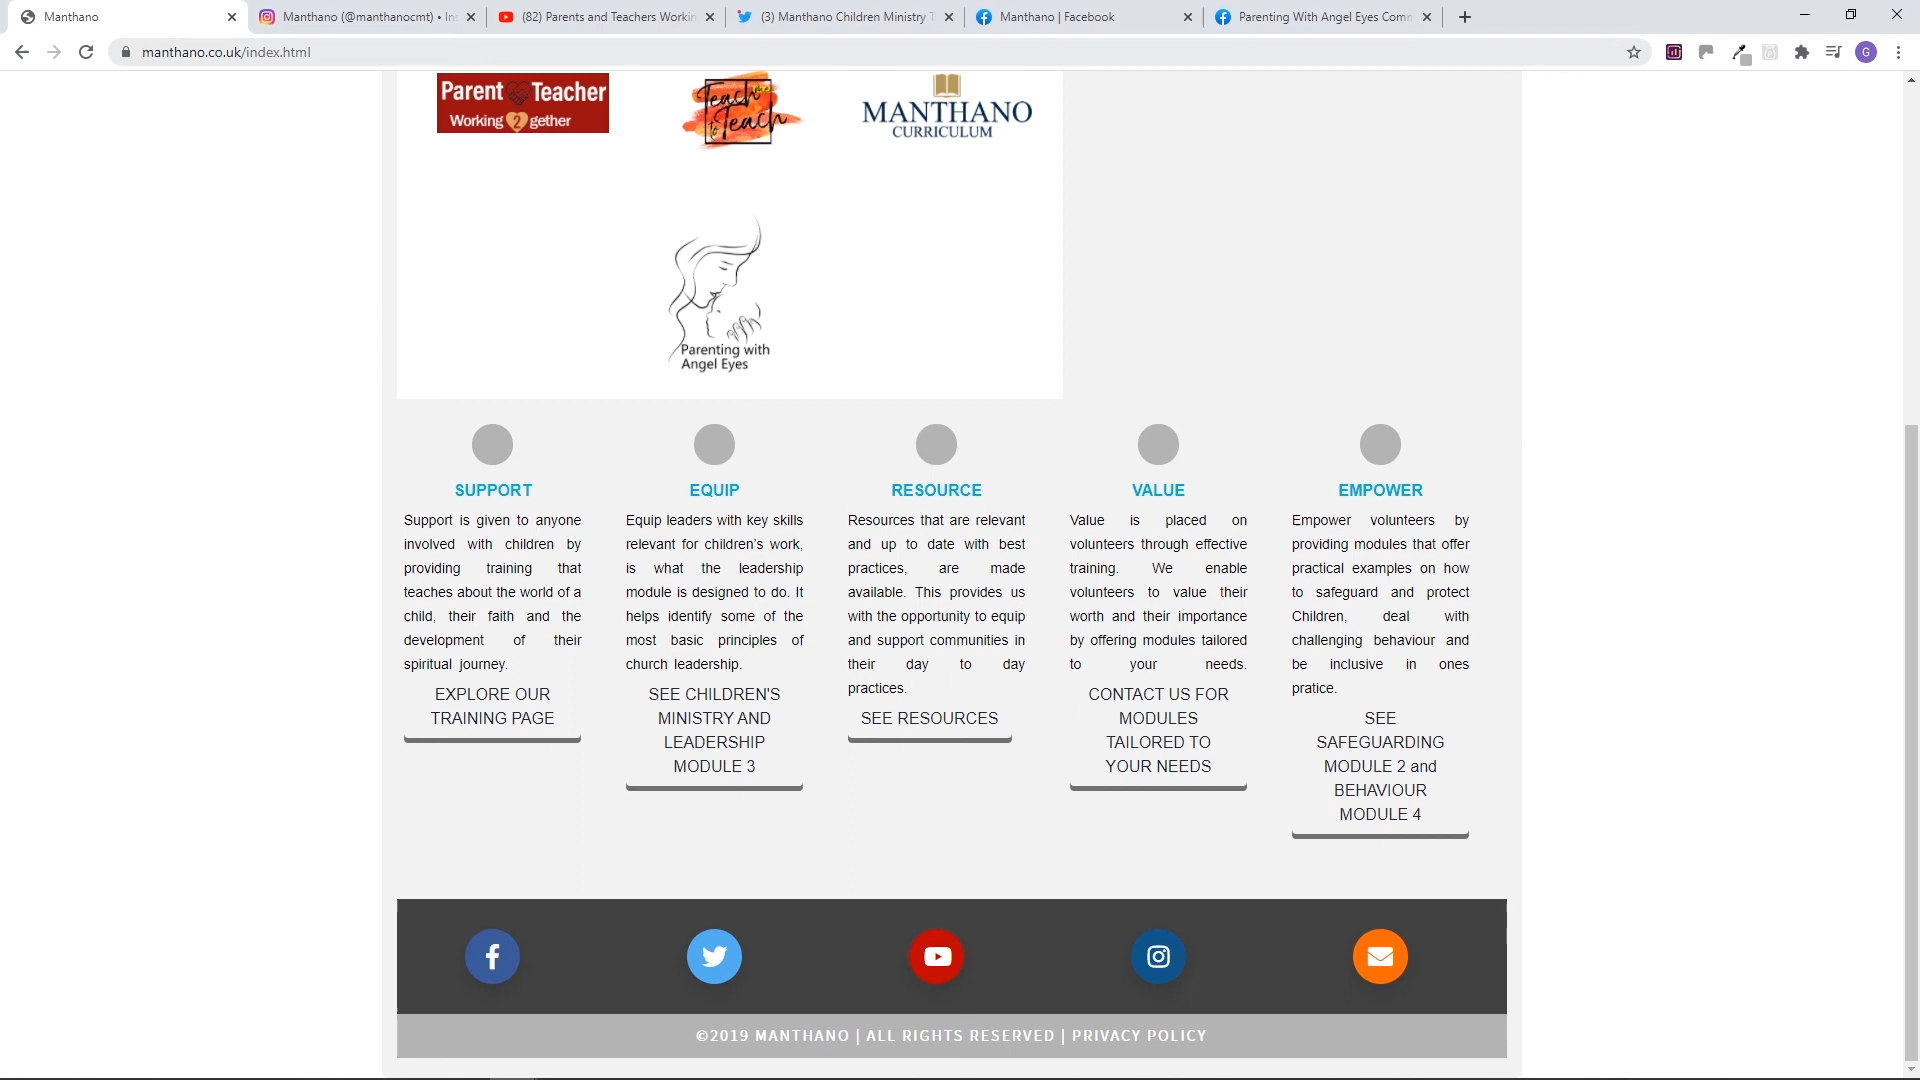 Manthano
Manthano (@manthanocmt) • In
(82) Parents and Teachers Workin
(3) Manthano Children Ministry T
Manthano | Facebook
Parenting With Angel Eyes Comm
manthano.co.uk/index.html
G
Parent Teacher
Working 2 gether
Teach
to
Teach
MANTHANO
CURRICULUM
Parenting with
Angel Eyes
SUPPORT
Support is given to anyone
involved with children by
providing training that
teaches about the world of a
child, their faith and the
development of their
spiritual journey.
EXPLORE OUR
TRAINING PAGE
EQUIP
Equip leaders with key skills
relevant for children's work,
is what the leadership
module is designed to do. It
helps identify some of the
most basic principles of
church leadership.
SEE CHILDREN'S
MINISTRY AND
LEADERSHIP
MODULE 3
RESOURCE
Resources that are relevant
and up to date with best
practices, are made
available. This provides us
with the opportunity to equip
and support communities in
their day to day
practices.
SEE RESOURCES
VALUE
Value is placed on
volunteers through effective
training. We enable
volunteers to value their
worth and their importance
by offering modules tailored
to your needs.
CONTACT US FOR
MODULES
TAILORED TO
YOUR NEEDS
EMPOWER
Empower volunteers by
providing modules that offer
practical examples on how
to safeguard and protect
Children, deal with
challenging behaviour and
be inclusive in ones
pratice.
SEE
SAFEGUARDING
MODULE 2 and
BEHAVIOUR
MODULE 4
©2019 MANTHANO | ALL RIGHTS RESERVED | PRIVACY POLICY